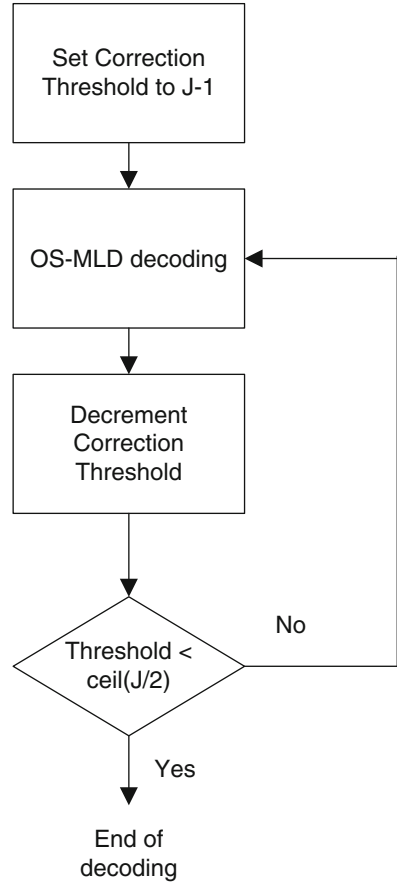 Set Correction
Threshold to J-1
OS-MLD decoding
Decrement
Correction
Threshold
Threshold <
ceil(J/2)
No
Yes
End of
decoding